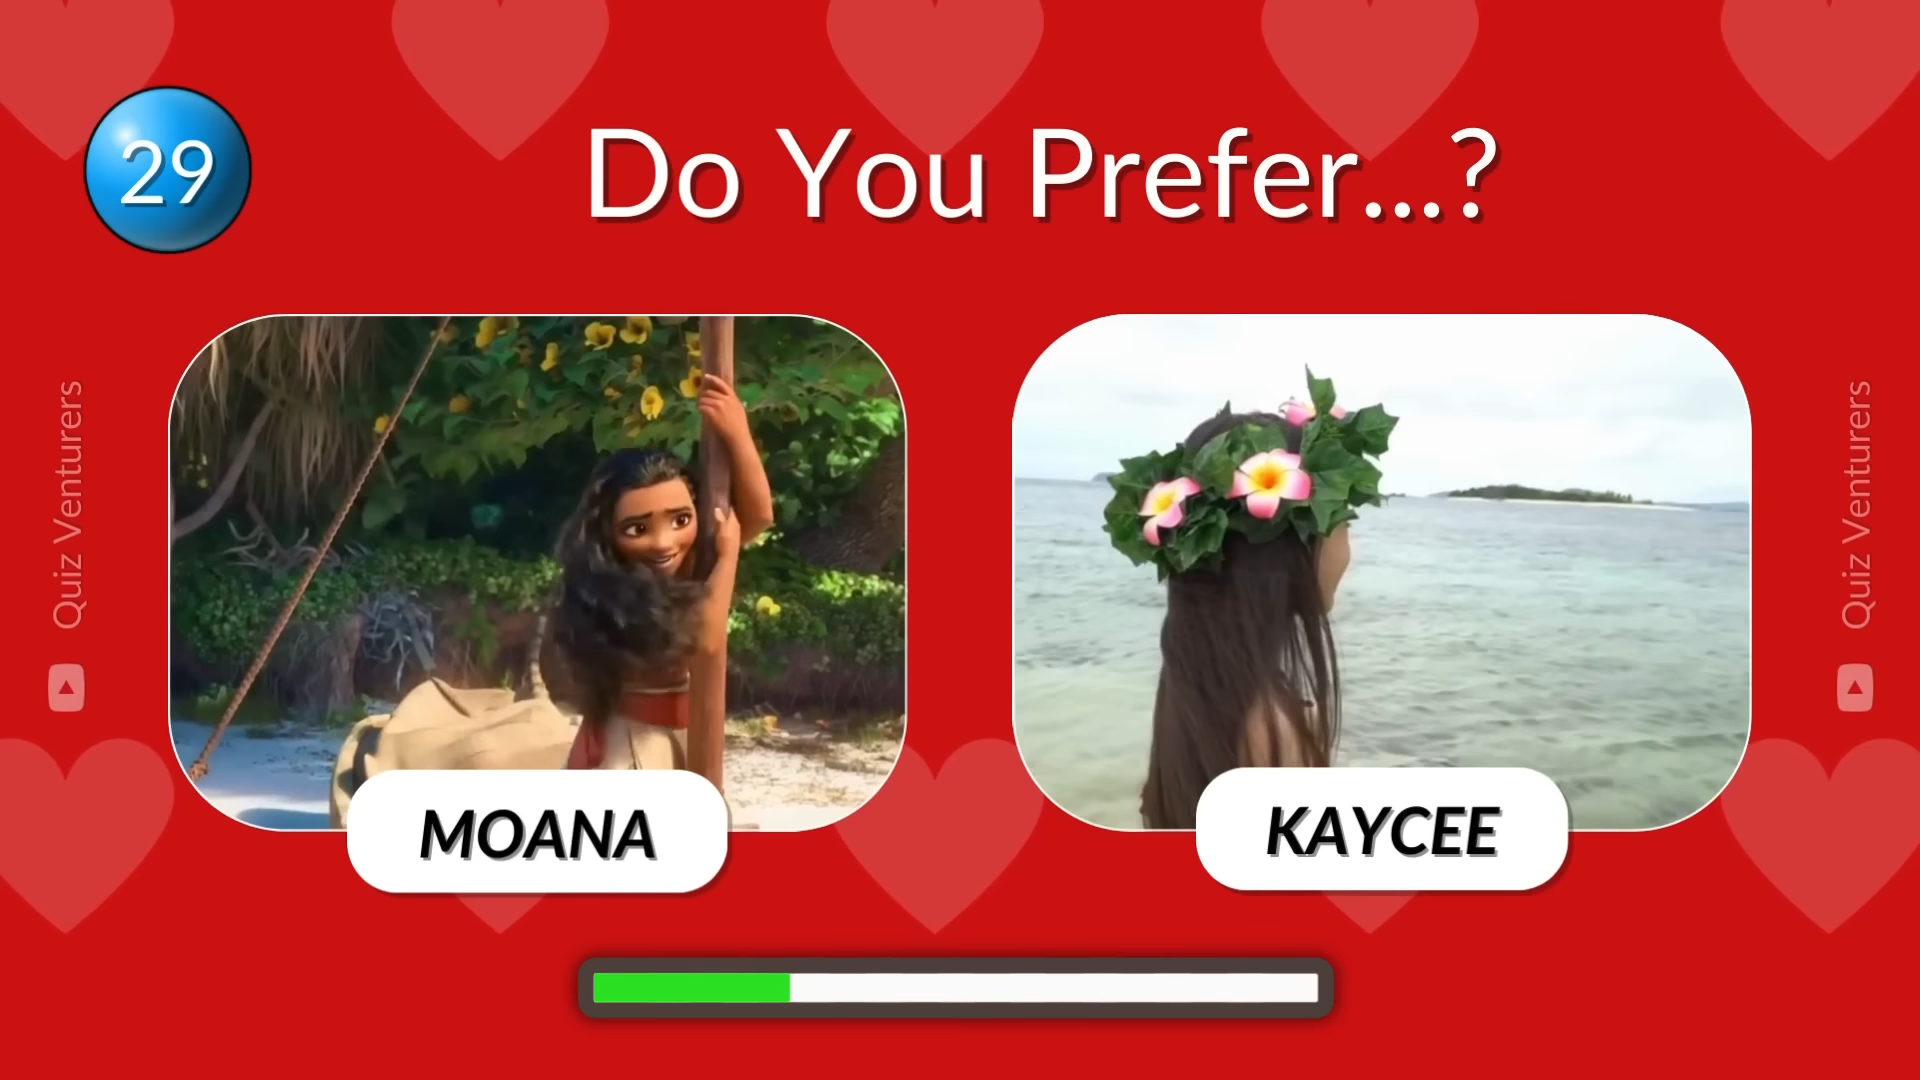 29
Do You Prefer...?
Quiz Venturers
Quiz Venturers
MOANA
KAYCEE